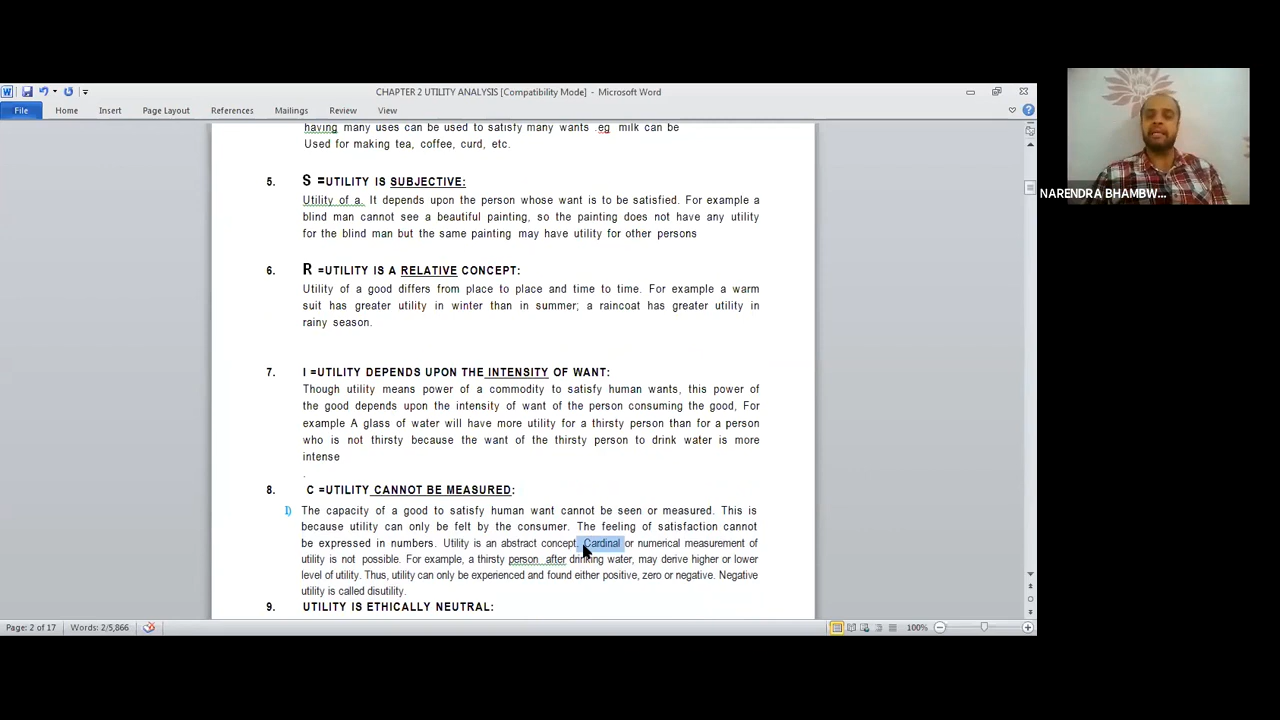 CHAPTER 2 UTILITY ANALYSIS [Compatibility Mode] - Microsoft Word
File Home Insert Page Layout References Mailings Review View
having many uses can be used to satisfy many wants .eg milk can be
Used for making tea, coffee, curd, etc.
5. S =UTILITY IS SUBJECTIVE:
Utility of a. It depends upon the person whose want is to be satisfied. For example a
blind man cannot see a beautiful painting, so the painting does not have any utility
for the blind man but the same painting may have utility for other persons
6. R =UTILITY IS A RELATIVE CONCEPT:
Utility of a good differs from place to place and time to time. For example a warm
suit has greater utility in winter than in summer; a raincoat has greater utility in
rainy season.
7. I =UTILITY DEPENDS UPON THE INTENSITY OF WANT:
Though utility means power of a commodity to satisfy human wants, this power of
the good depends upon the intensity of want of the person consuming the good, For
example A glass of water will have more utility for a thirsty person than for a person
who is not thirsty because the want of the thirsty person to drink water is more
intense
.
8. C =UTILITY CANNOT BE MEASURED:
I) The capacity of a good to satisfy human want cannot be seen or measured. This is
because utility can only be felt by the consumer. The feeling of satisfaction cannot
be expressed in numbers. Utility is an abstract concept. Cardinal or numerical measurement of
utility is not possible. For example, a thirsty person after drinking water, may derive higher or lower
level of utility. Thus, utility can only be experienced and found either positive, zero or negative. Negative
utility is called disutility.
9. UTILITY IS ETHICALLY NEUTRAL:
Page: 2 of 17 Words: 2/5,866 100%
NARENDRA BHAMBW...